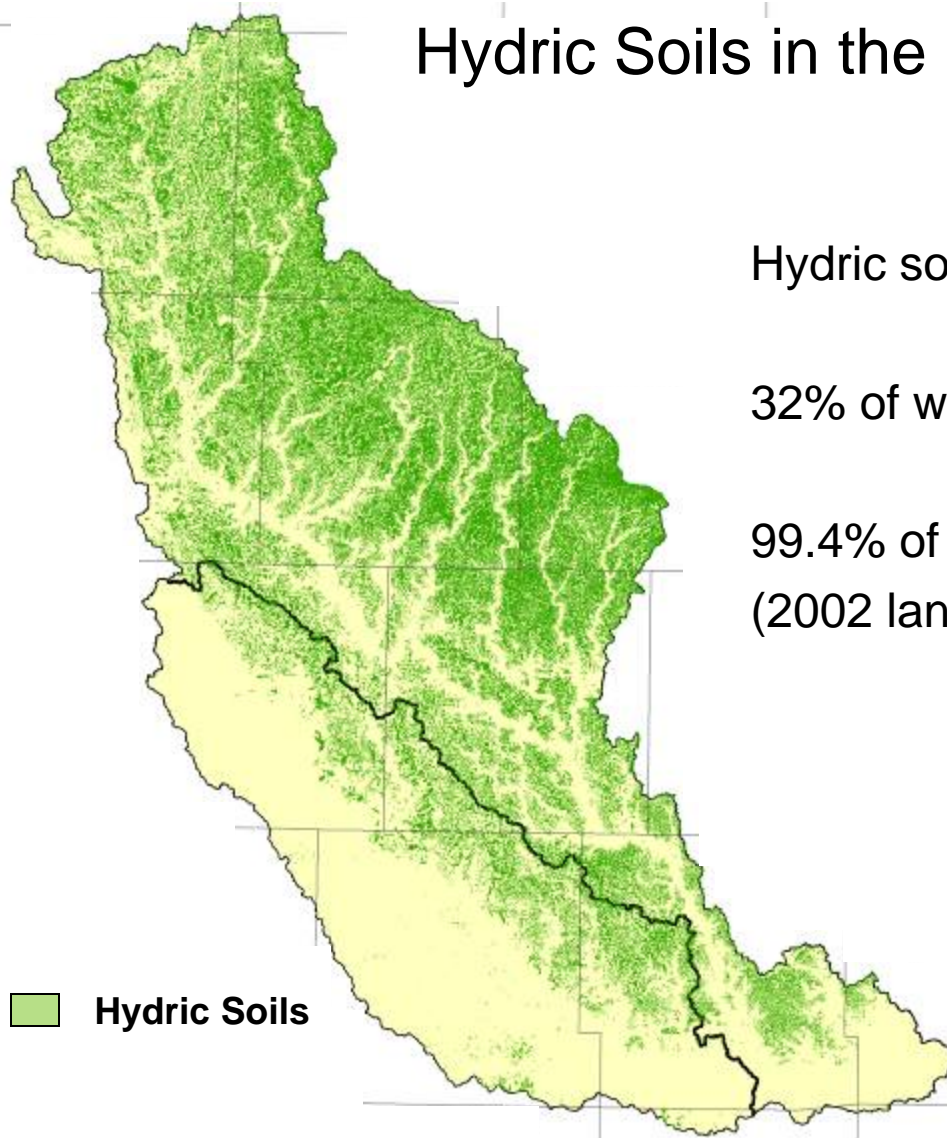 Hydric Soils in the
Hydric so
32% of w
99.4% of
(2002 lan
Hydric Soils